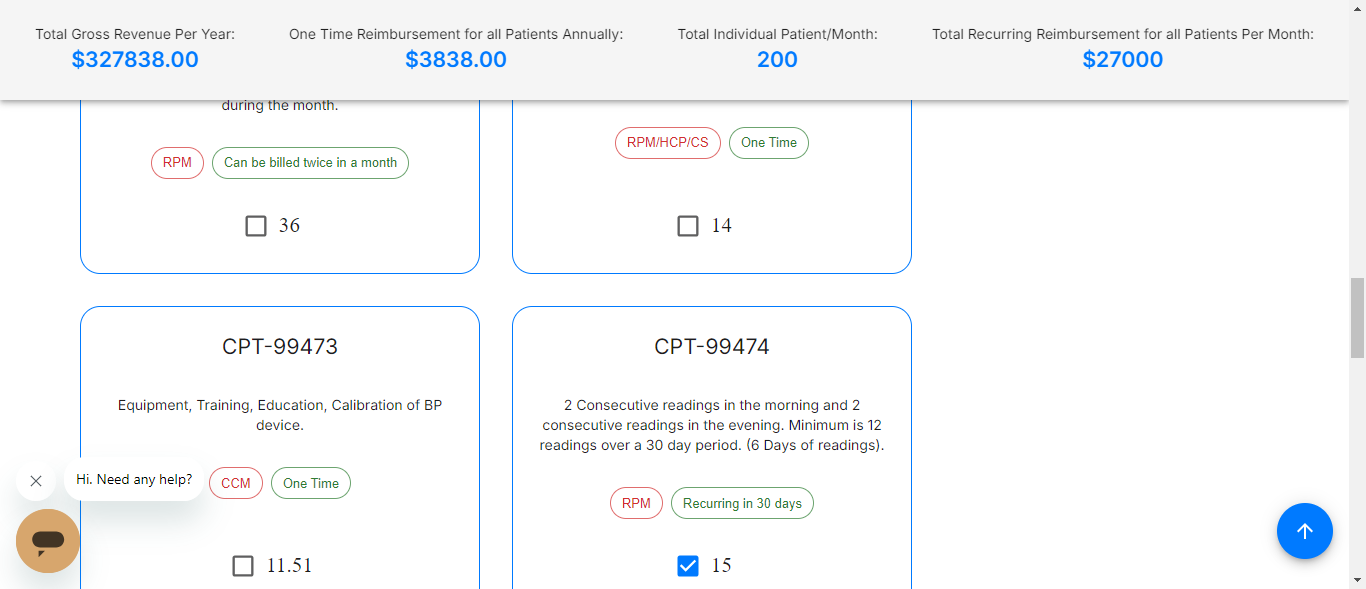 Total Gross Revenue Per Year:
$327838.00
One Time Reimbursement for all Patients Annually:
$3838.00
Total Individual Patient/Month:
200
Total Recurring Reimbursement for all Patients Per Month:
$27000
during the month.
RPM
Can be billed twice in a month
36
RPM/HCP/CS
One Time
14
CPT-99473
Equipment, Training, Education, Calibration of BP
device.
CCM
One Time
11.51
CPT-99474
2 Consecutive readings in the morning and 2
consecutive readings in the evening. Minimum is 12
readings over a 30 day period. (6 Days of readings).
RPM
Recurring in 30 days
15
Hi. Need any help?